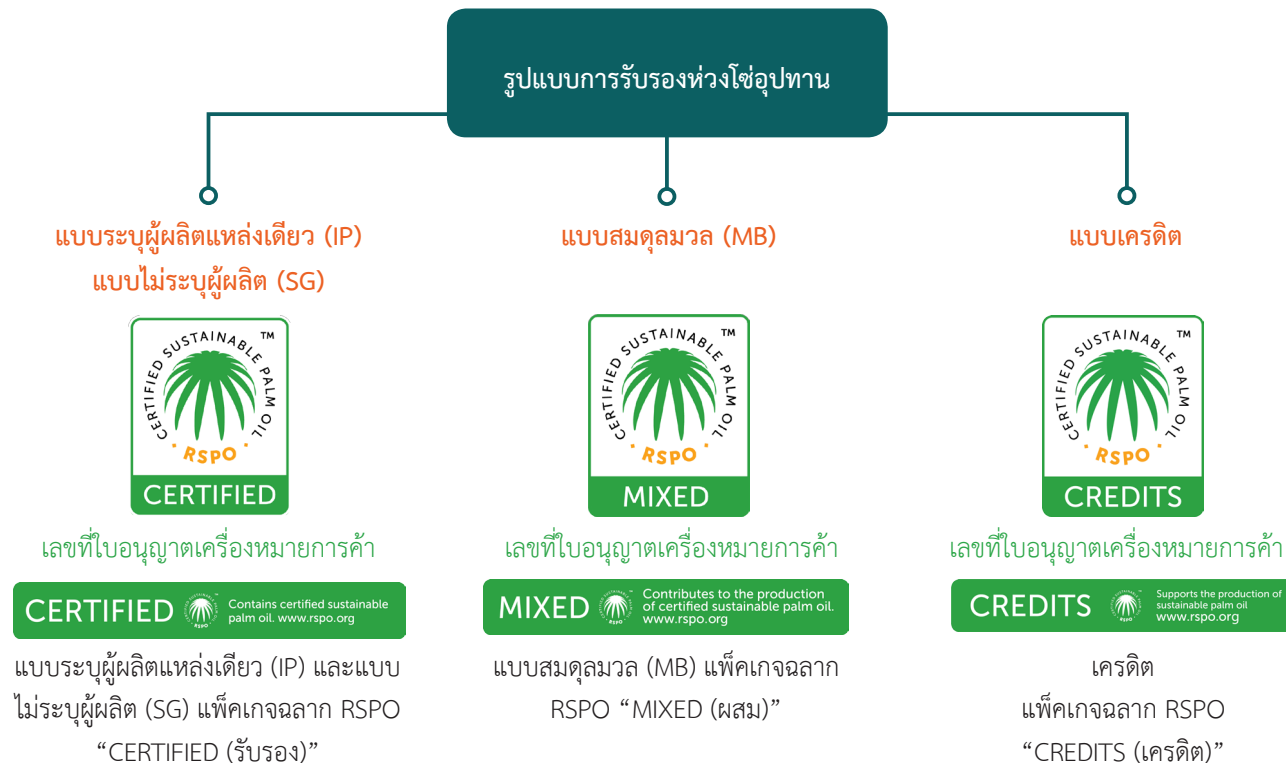 รูปแบบการรับรองห่วงโซ่อุปทาน
แบบระบุผู้ผลิตแหล่งเดียว (IP)
แบบไม่ระบุผู้ผลิต (SG)
CERTIFIED SUSTAINABLE PALM OIL
TM
RSPO
CERTIFIED
เลขที่ใบอนุญาตเครื่องหมายการค้า
CERTIFIED
Contains certified sustainable
palm oil. www.rspo.org
แบบระบุผู้ผลิตแหล่งเดียว (IP) และแบบ
ไม่ระบุผู้ผลิต (SG) แพ็คเกจฉลาก RSPO
“CERTIFIED (รับรอง)”
แบบสมดุลมวล (MB)
CERTIFIED SUSTAINABLE PALM OIL
TM
RSPO
MIXED
เลขที่ใบอนุญาตเครื่องหมายการค้า
MIXED
Contributes to the production
of certified sustainable palm oil.
www.rspo.org
แบบสมดุลมวล (MB) แพ็คเกจฉลาก
RSPO “MIXED (ผสม)”
แบบเครดิต
CERTIFIED SUSTAINABLE PALM OIL
TM
RSPO
CREDITS
เลขที่ใบอนุญาตเครื่องหมายการค้า
CREDITS
Supports the production of
sustainable palm oil
www.rspo.org
เครดิต
แพ็คเกจฉลาก RSPO
“CREDITS (เครดิต)”